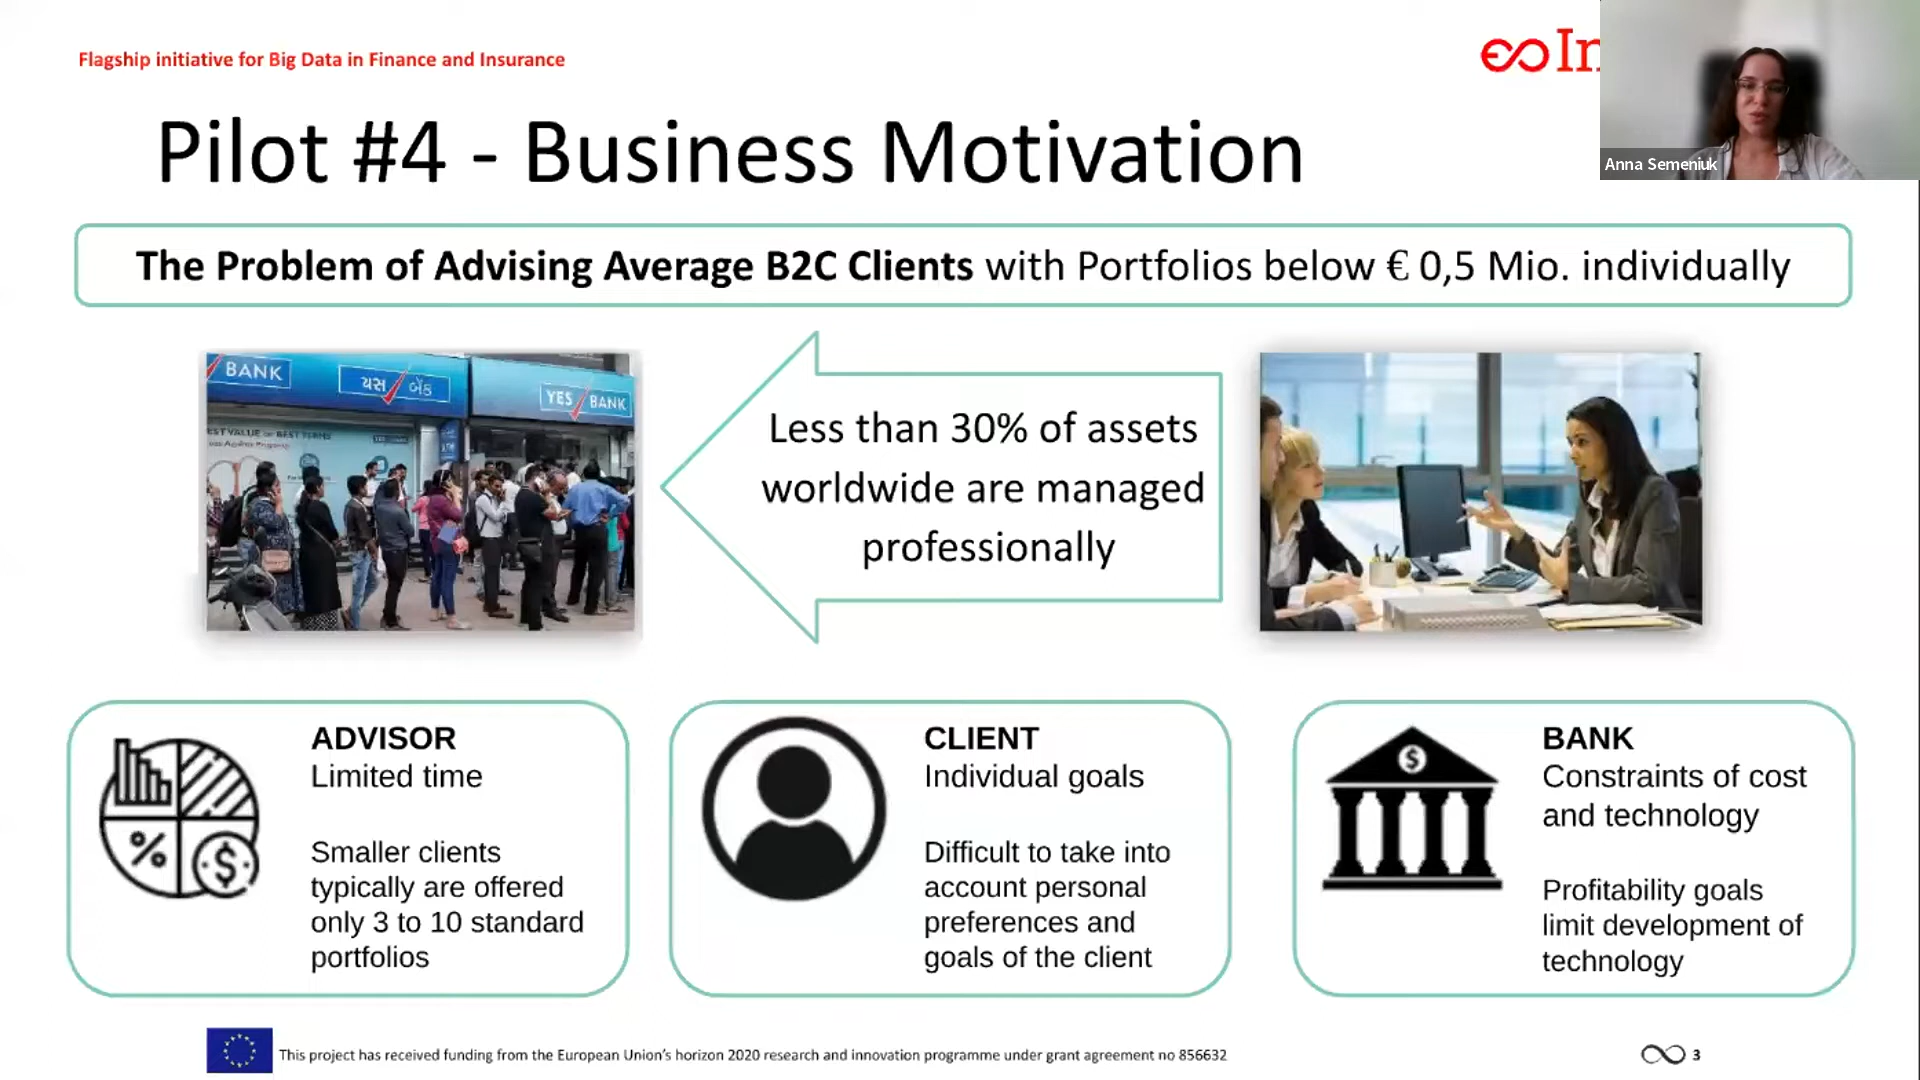 Flagship initiative for Big Data in Finance and Insurance
In
Anna Semeniuk
Pilot #4 - Business Motivation
The Problem of Advising Average B2C Clients with Portfolios below € 0,5 Mio. individually
BANK
યસ બેંક
YES BANK
EST VALUE BEST TERMS
Less than 30% of assets
worldwide are managed
professionally
ADVISOR
Limited time
Smaller clients
typically are offered
only 3 to 10 standard
portfolios
CLIENT
Individual goals
Difficult to take into
account personal
preferences and
goals of the client
BANK
Constraints of cost
and technology
Profitability goals
limit development of
technology
This project has received funding from the European Union's horizon 2020 research and innovation programme under grant agreement no 856632
3